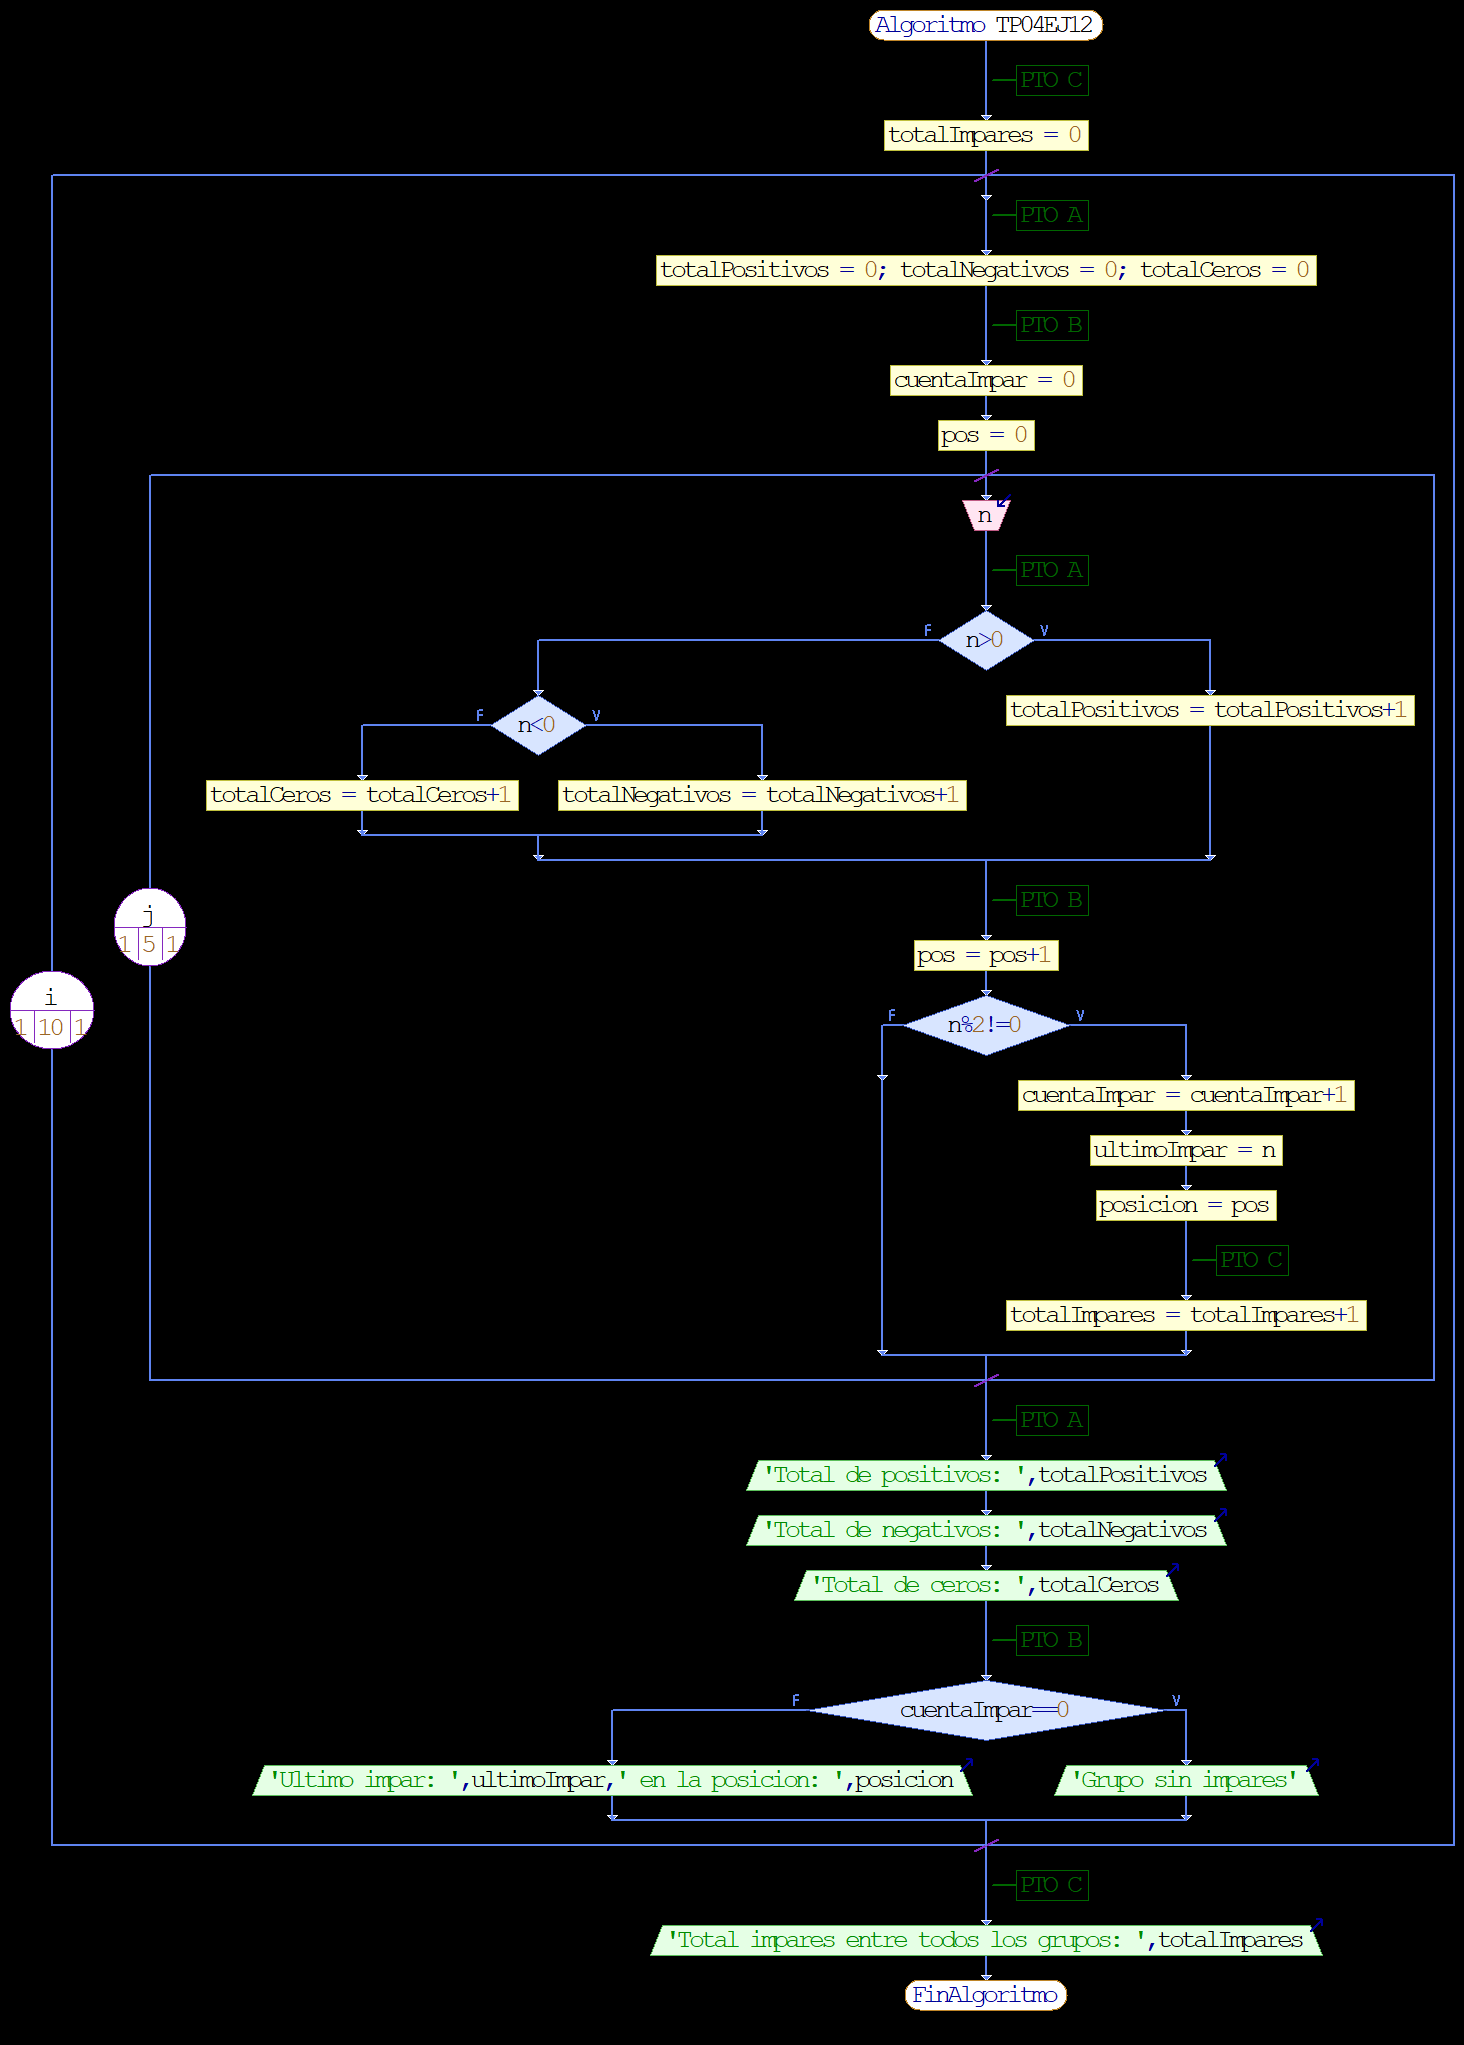 Algoritmo TP04EJ12
PTO C
totalImpares = 0
PTO A
totalPositivos = 0; totalNegativos = 0; totalCeros = 0
PTO B
cuentaImpar = 0
pos = 0
n
PTO A
F
n>0
V
F
n<0
V
totalPositivos = totalPositivos+1
totalCeros = totalCeros+1
totalNegativos = totalNegativos+1
PTO B
j
1 5 1
pos = pos+1
i
1 10 1
F
n%2!=0
V
cuentaImpar = cuentaImpar+1
ultimoImpar = n
posicion = pos
PTO C
totalImpares = totalImpares+1
PTO A
'Total de positivos: ',totalPositivos
'Total de negativos: ',totalNegativos
'Total de ceros: ',totalCeros
PTO B
F
cuentaImpar==0
V
'Ultimo impar: ',ultimoImpar,' en la posicion: ',posicion
'Grupo sin impares'
PTO C
'Total impares entre todos los grupos: ',totalImpares
FinAlgoritmo